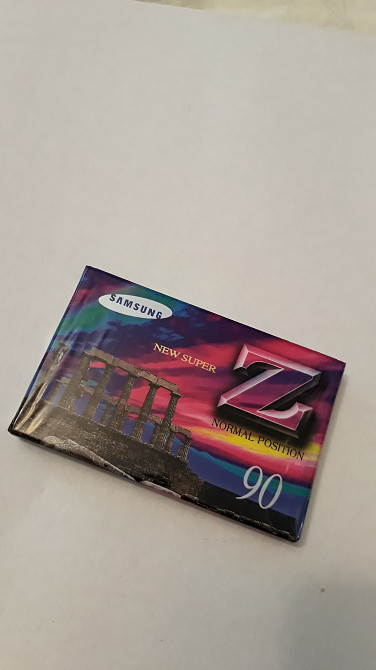 SAMSUNG
NEW SUPER
Z
NORMAL POSITION
90